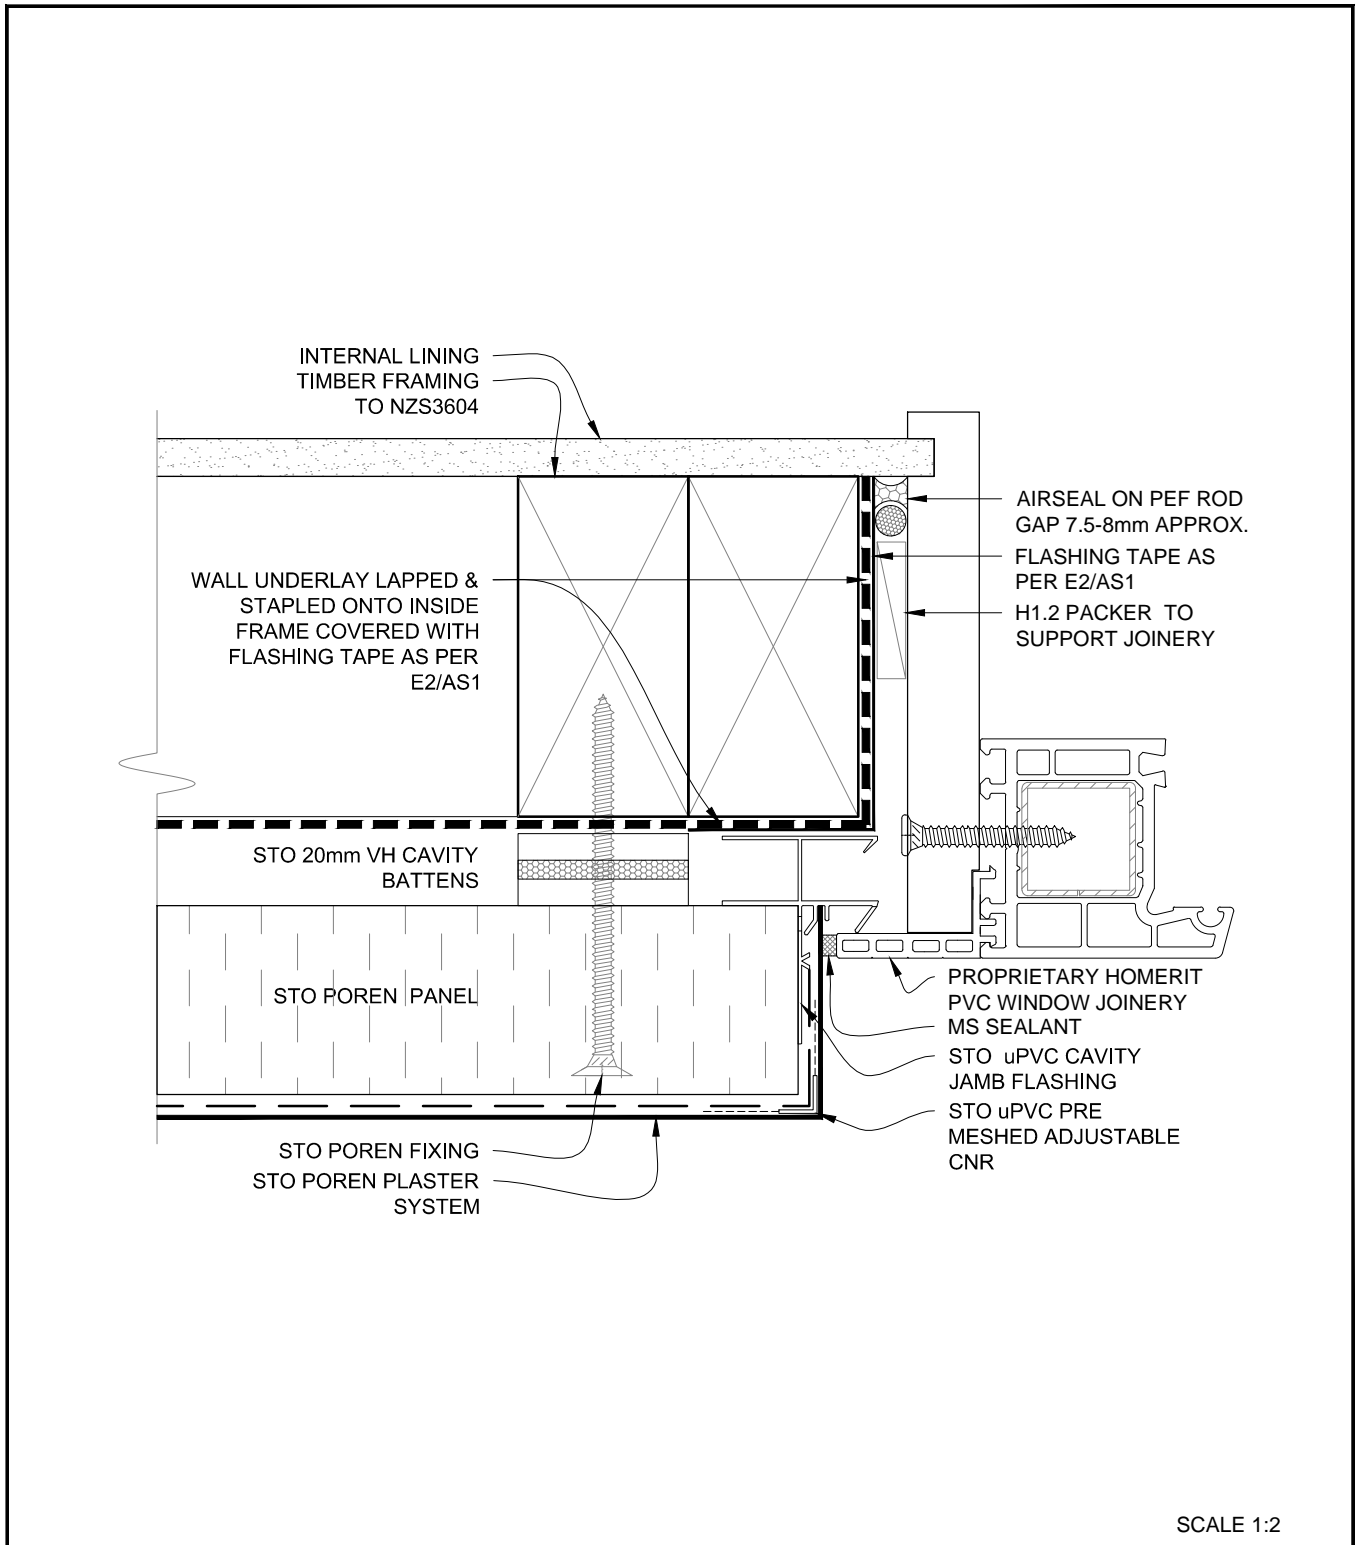 INTERNAL LINING
TIMBER FRAMING
TO NZS3604
WALL UNDERLAY LAPPED &
STAPLED ONTO INSIDE
FRAME COVERED WITH
FLASHING TAPE AS PER
E2/AS1
STO 20mm VH CAVITY
BATTENS
STO POREN PANEL
STO POREN FIXING
STO POREN PLASTER
SYSTEM
AIRSEAL ON PEF ROD
GAP 7.5-8mm APPROX.
FLASHING TAPE AS
PER E2/AS1
H1.2 PACKER TO
SUPPORT JOINERY
PROPRIETARY HOMERIT
PVC WINDOW JOINERY
MS SEALANT
STO uPVC CAVITY
JAMB FLASHING
STO uPVC PRE
MESHED ADJUSTABLE
CNR
SCALE 1:2